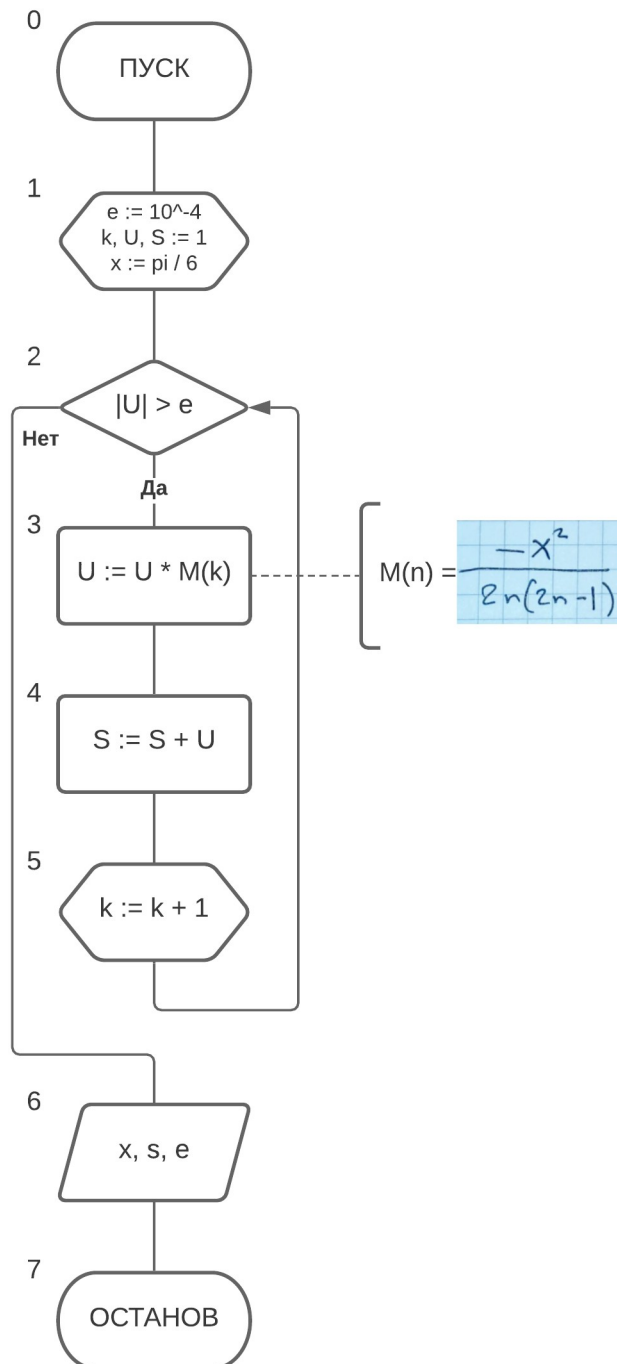 0
ПУСК
1
e := 10^-4
k, U, S := 1
x := pi / 6
2
|U| > e
Нет
Да
3
U := U * M(k)
M(n) =
-x²
2n(2n-1)
4
S := S + U
5
k := k + 1
6
x, s, e
7
ОСТАНОВ